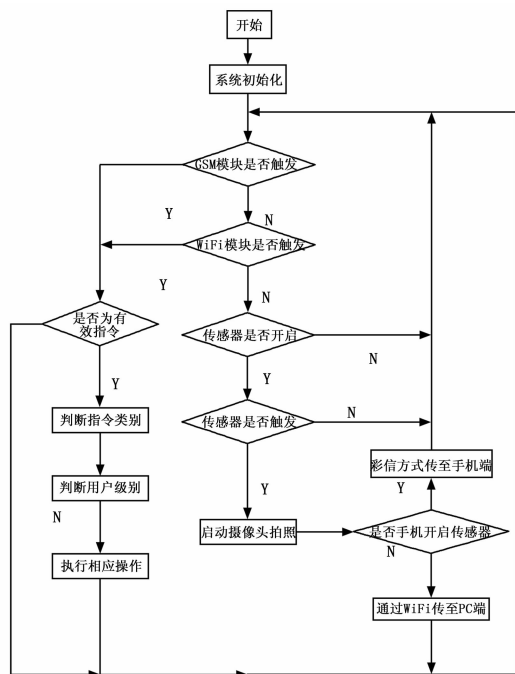 开始
系统初始化
GSM模块是否触发
Y
N
WiFi模块是否触发
Y
N
是否为有
效指令
传感器是否开启
N
Y
Y
判断指令类别
传感器是否触发
N
彩信方式传至手机端
判断用户级别
Y
Y
N
启动摄像头拍照
是否手机开启传感器
N
执行相应操作
通过WiFi传至PC端